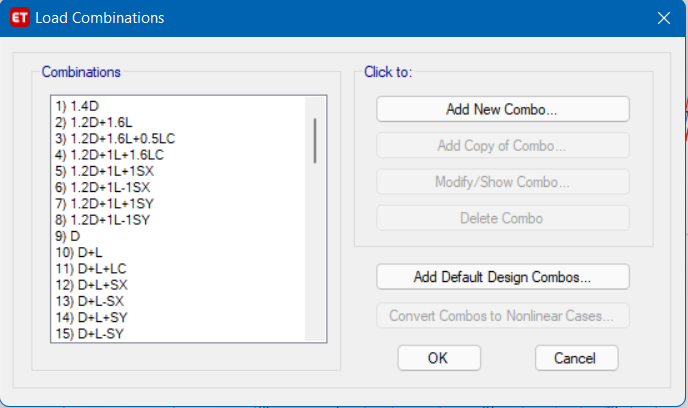 ET Load Combinations
Combinations
1) 1.4D
2) 1.2D+1.6L
3) 1.2D+1.6L+0.5LC
4) 1.2D+1L+1.6LC
5) 1.2D+1L+1SX
6) 1.2D+1L-1SX
7) 1.2D+1L+1SY
8) 1.2D+1L-1SY
9) D
10) D+L
11) D+L+LC
12) D+L+SX
13) D+L-SX
14) D+L+SY
15) D+L-SY
Click to:
Add New Combo...
Add Copy of Combo...
Modify/Show Combo...
Delete Combo
Add Default Design Combos...
Convert Combos to Nonlinear Cases...
OK
Cancel